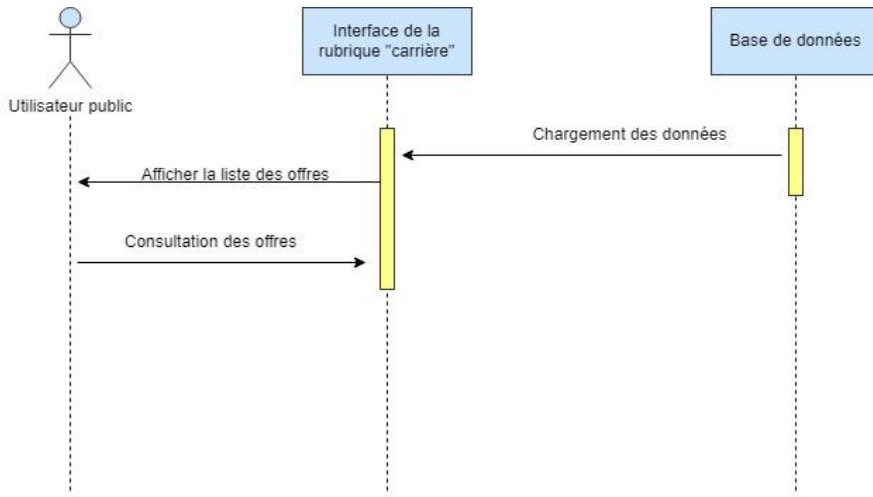 Interface de la
rubrique "carrière"
Base de données
Utilisateur public
Chargement des données
Afficher la liste des offres
Consultation des offres